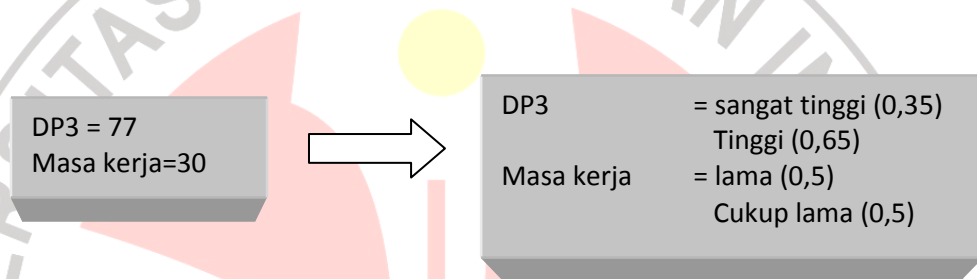 DP3 = 77
Masa kerja=30
DP3 = sangat tinggi (0,35)
Tinggi (0,65)
Masa kerja = lama (0,5)
Cukup lama (0,5)